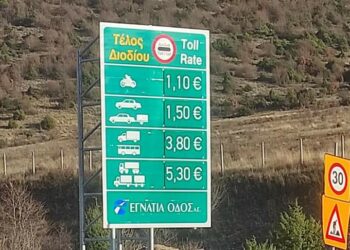 Τέλος Toll
Διοδίου Rate
1,10 €
1,50 €
3,80 €
5,30 €
ΕΓΝΑΤΙΑ ΟΔΟΣ Α.Ε.
30